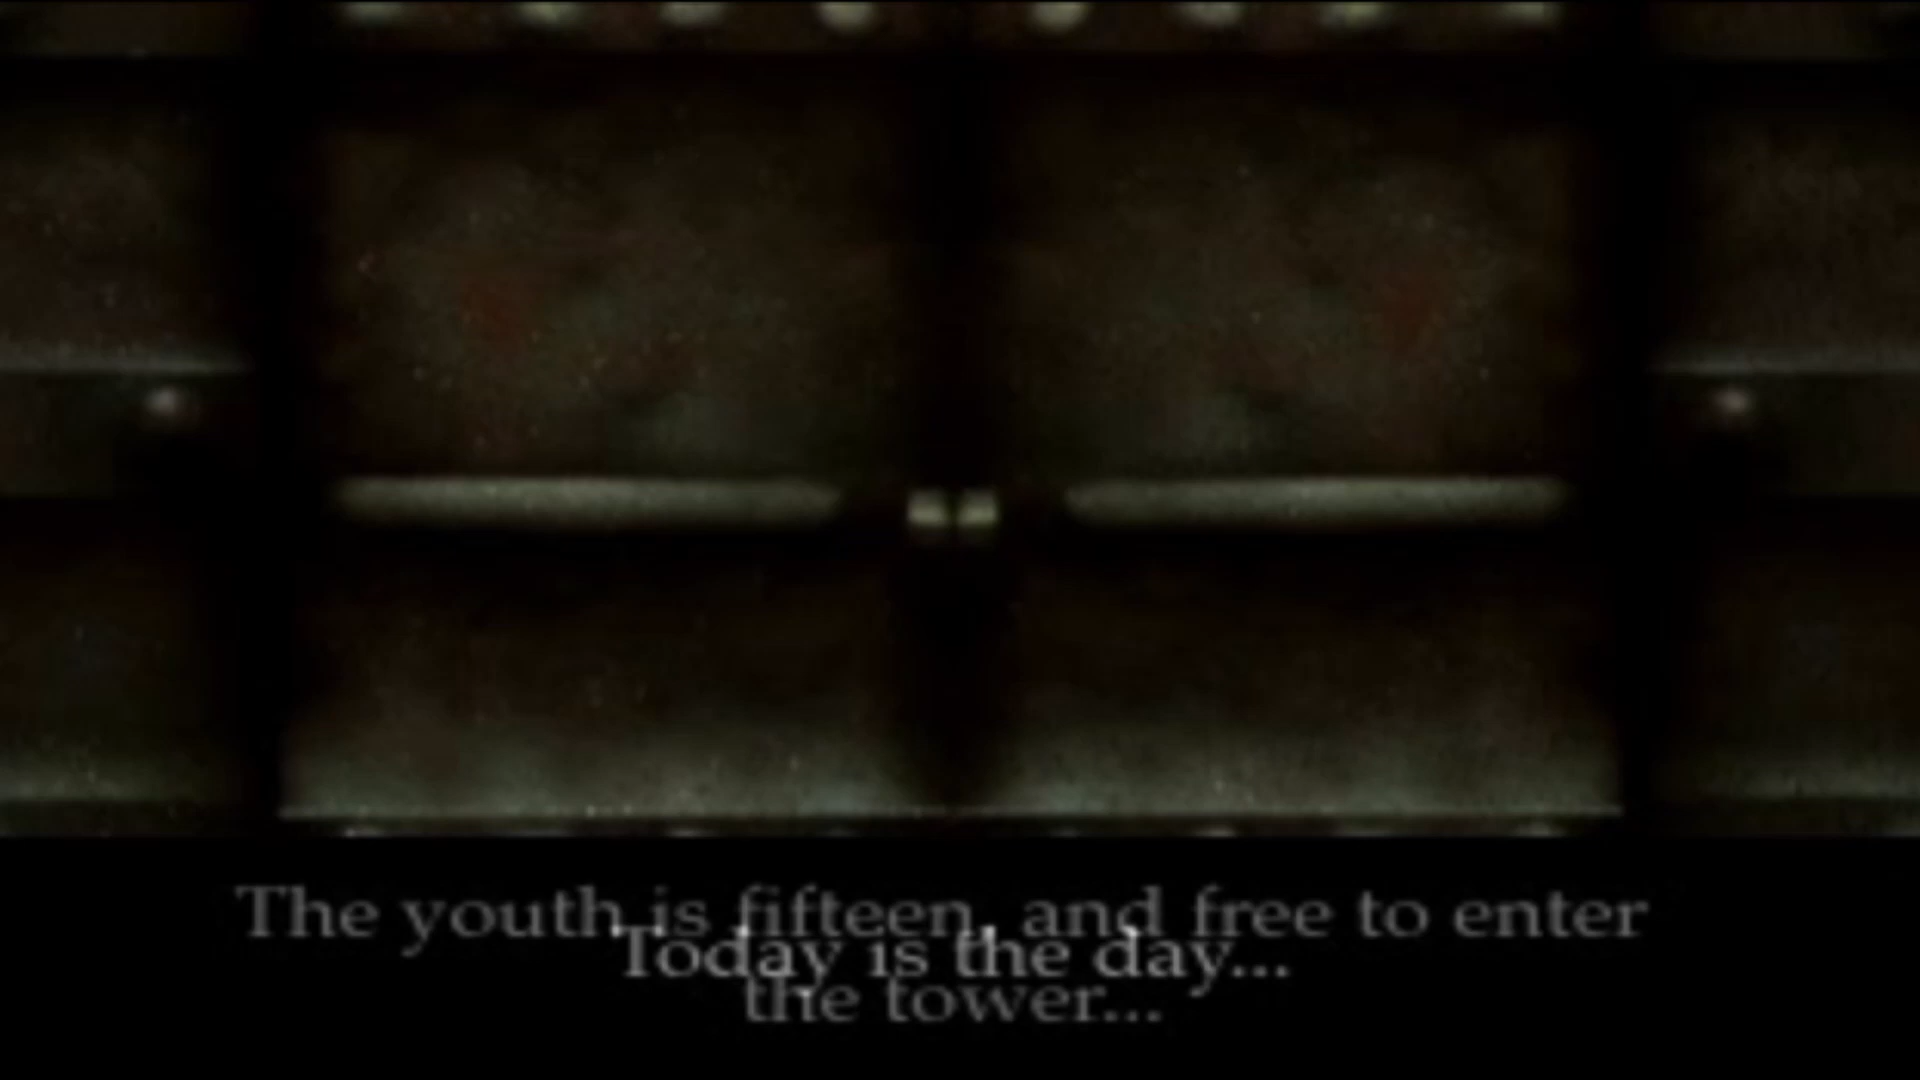 The youth is fifteen, and free to enter
Today is the day...
the tower...